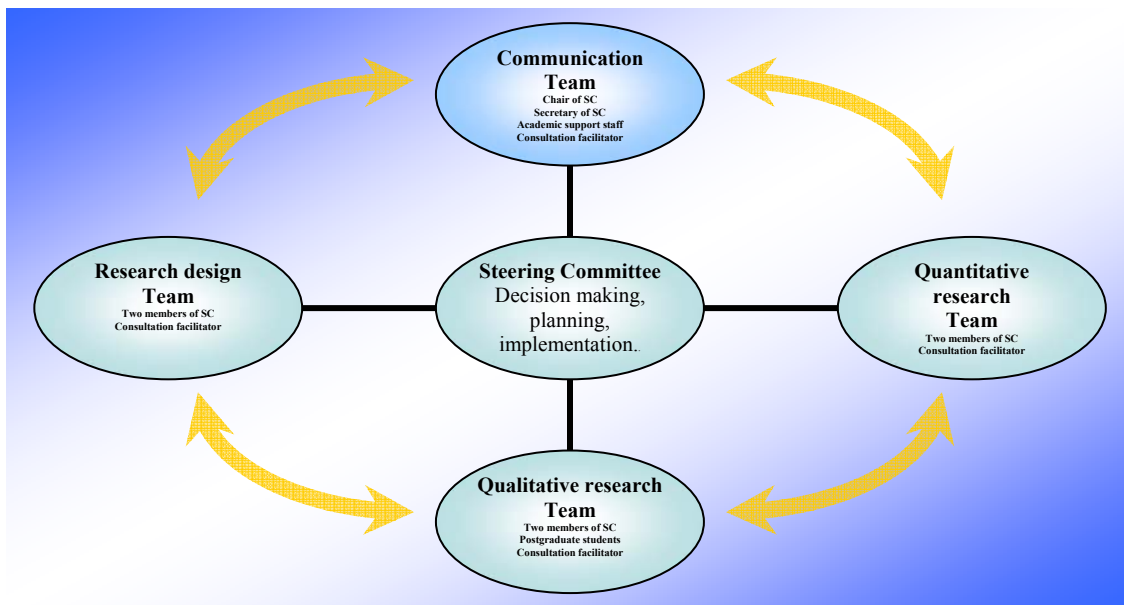 Communication
Team
Chair of SC
Secretary of SC
Academic support staff
Consultation facilitator
Research design
Team
Two members of SC
Consultation facilitator
Steering Committee
Decision making,
planning,
implementation..
Quantitative
research
Team
Two members of SC
Consultation facilitator
Qualitative research
Team
Two members of SC
Postgraduate students
Consultation facilitator